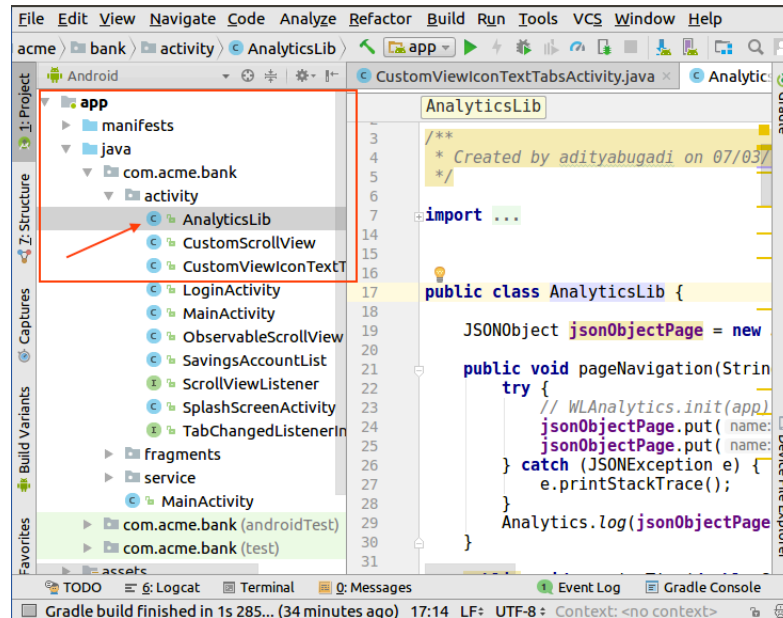 File Edit View Navigate Code Analyze Refactor Build Run Tools VCS Window Help
acme bank activity AnalyticsLib app
Android
CustomViewIconTextTabsActivity.java
Analytics
1: Project
Z: Structure
Captures
Build Variants
Favorites
app
manifests
java
com.acme.bank
activity
AnalyticsLib
CustomScrollView
CustomViewIconTextT
LoginActivity
MainActivity
ObservableScrollView
SavingsAccountList
ScrollViewListener
SplashScreenActivity
TabChangedListenerIn
fragments
service
MainActivity
com.acme.bank (androidTest)
com.acme.bank (test)
assets
AnalyticsLib
3 /**
4 * Created by adityabugadi on 07/03/
5 */
6
7 import ...
14
15
16
17 public class AnalyticsLib {
18
19 JSONObject jsonObjectPage = new
20
21 public void pageNavigation(Strin
22 try {
23 // WLAnalytics.init(app)
24 jsonObjectPage.put( name:
25 jsonObjectPage.put( name:
26 } catch (JSONException e) {
27 e.printStackTrace();
28 }
29 Analytics.log(jsonObjectPage
30 }
31
Gradle
Device File Explorer
TODO 6: Logcat Terminal 0: Messages 1 Event Log Gradle Console
Gradle build finished in 1s 285... (34 minutes ago) 17:14 LF UTF-8 Context: <no context>